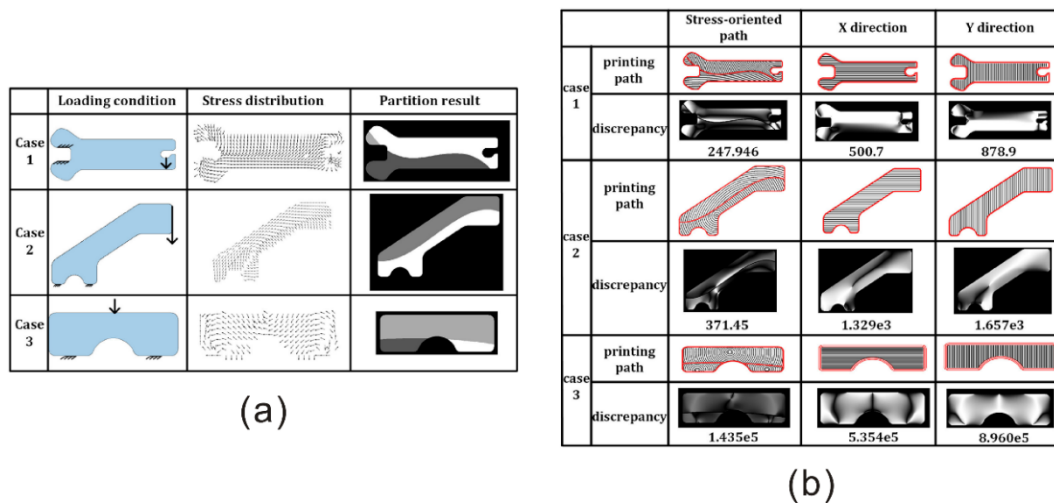 Loading condition Stress distribution Partition result
Case 1
Case 2
Case 3
(a)
Stress-oriented path X direction Y direction
case 1
printing path
discrepancy
247.946 500.7 878.9
case 2
printing path
discrepancy
371.45 1.329e3 1.657e3
case 3
printing path
discrepancy
1.435e5 5.354e5 8.960e5
(b)